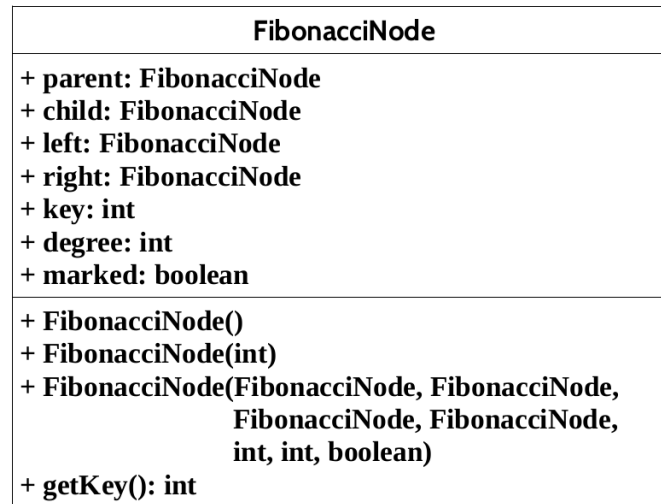 FibonacciNode
+ parent: FibonacciNode
+ child: FibonacciNode
+ left: FibonacciNode
+ right: FibonacciNode
+ key: int
+ degree: int
+ marked: boolean
+ FibonacciNode()
+ FibonacciNode(int)
+ FibonacciNode(FibonacciNode, FibonacciNode,
FibonacciNode, FibonacciNode,
int, int, boolean)
+ getKey(): int